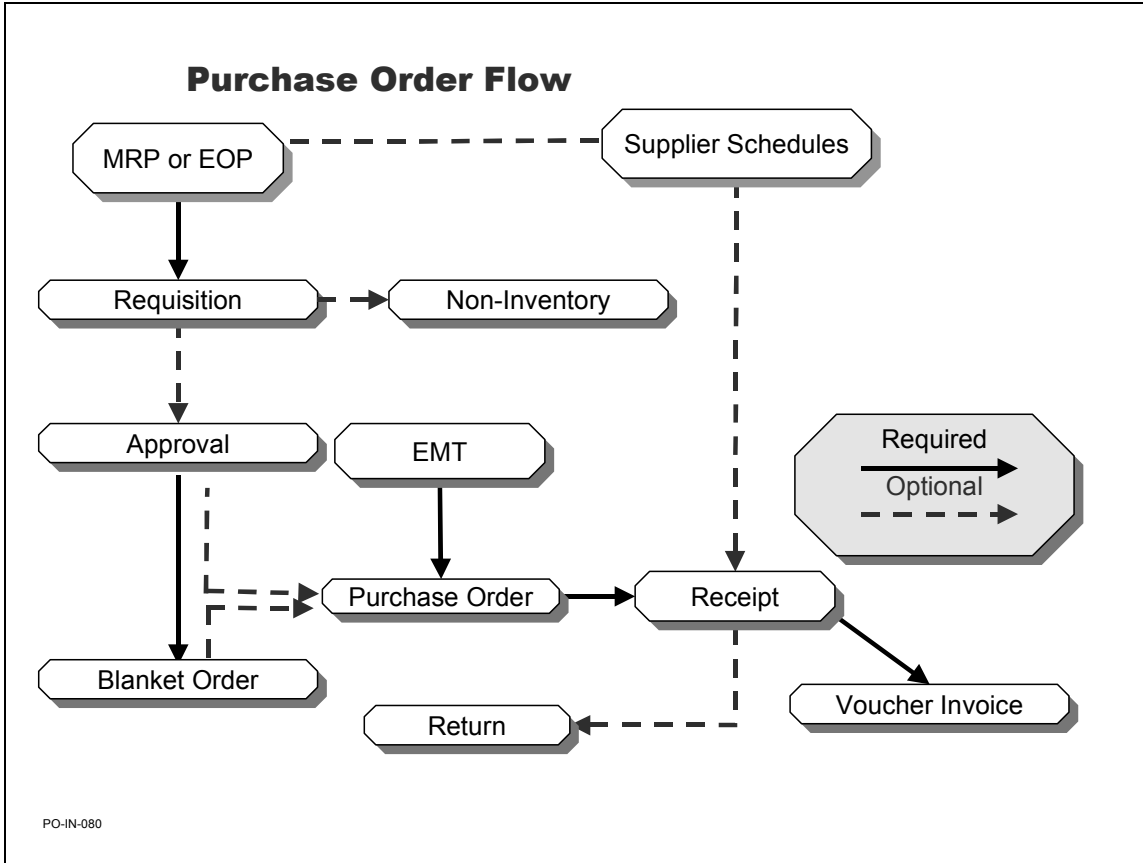 Purchase Order Flow
MRP or EOP
Supplier Schedules
Requisition
Non-Inventory
Approval
EMT
Required
Optional
Purchase Order
Receipt
Blanket Order
Return
Voucher Invoice
PO-IN-080